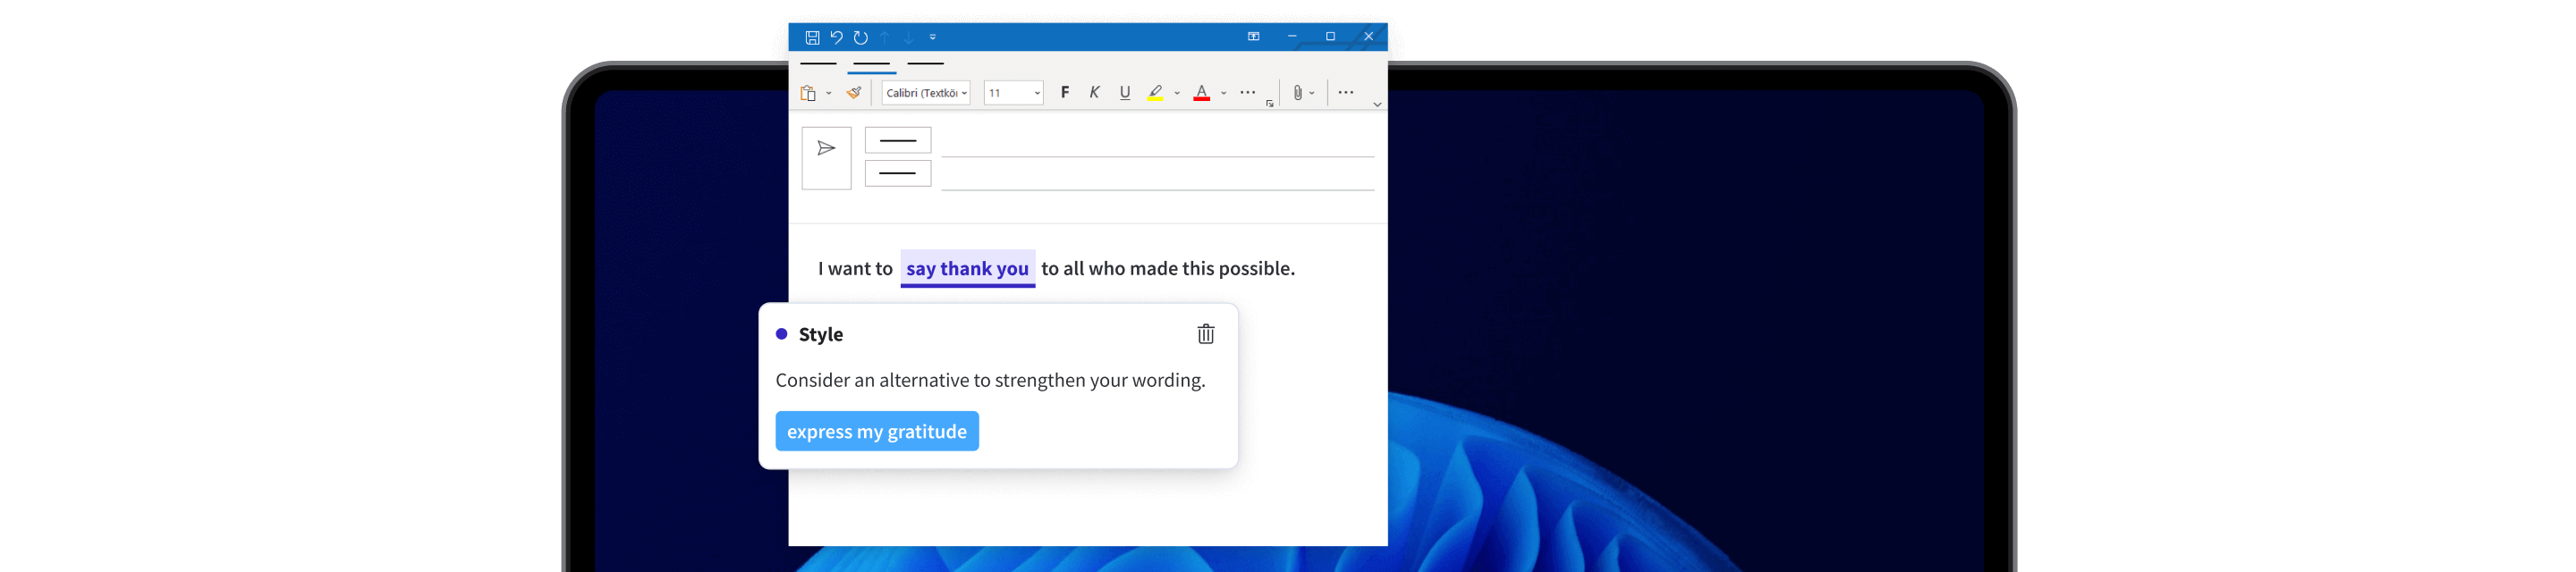 Calibri (Textkör
11
F K U A
I want to say thank you to all who made this possible.
Style
Consider an alternative to strengthen your wording.
express my gratitude